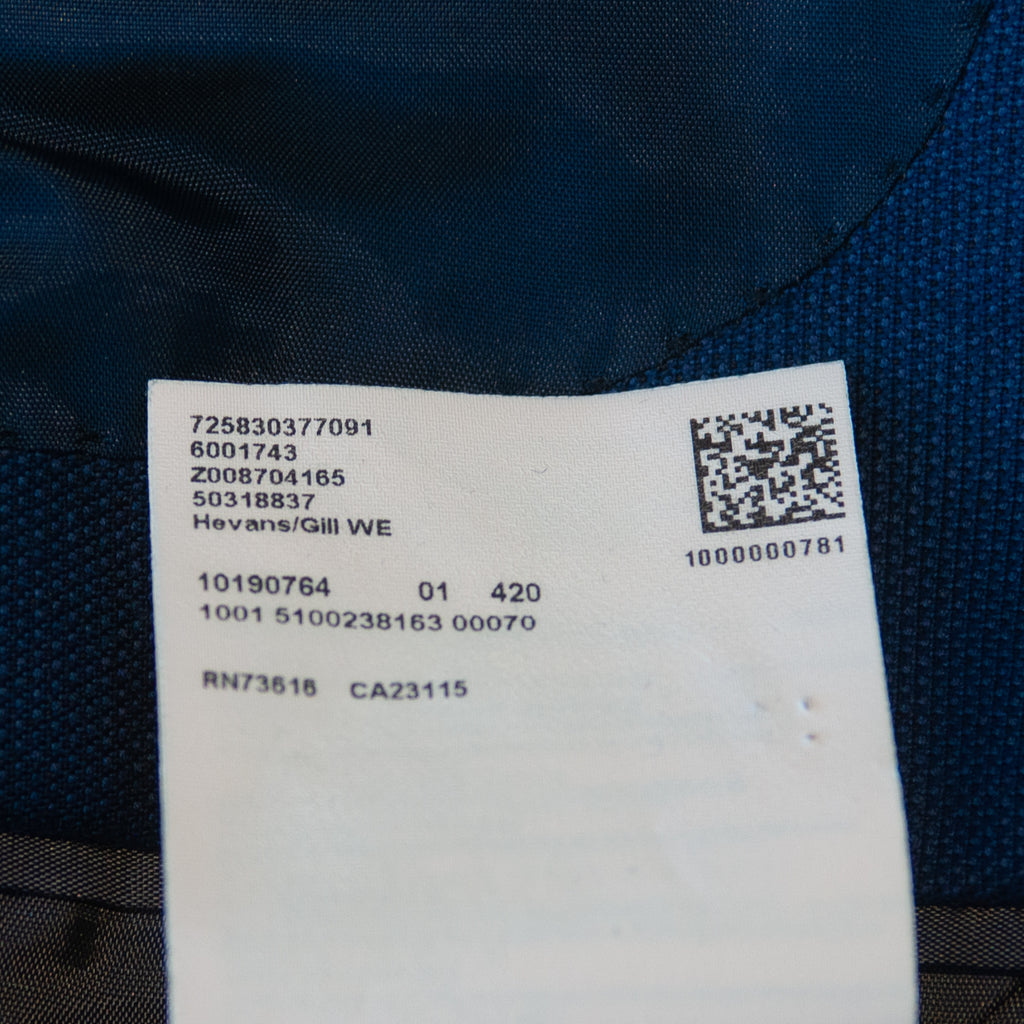 725830377091
6001743
Z008704165
50318837
Hevans/Gill WE
1000000781
10190764 01 420
1001 5100238163 00070
RN73616 CA23115